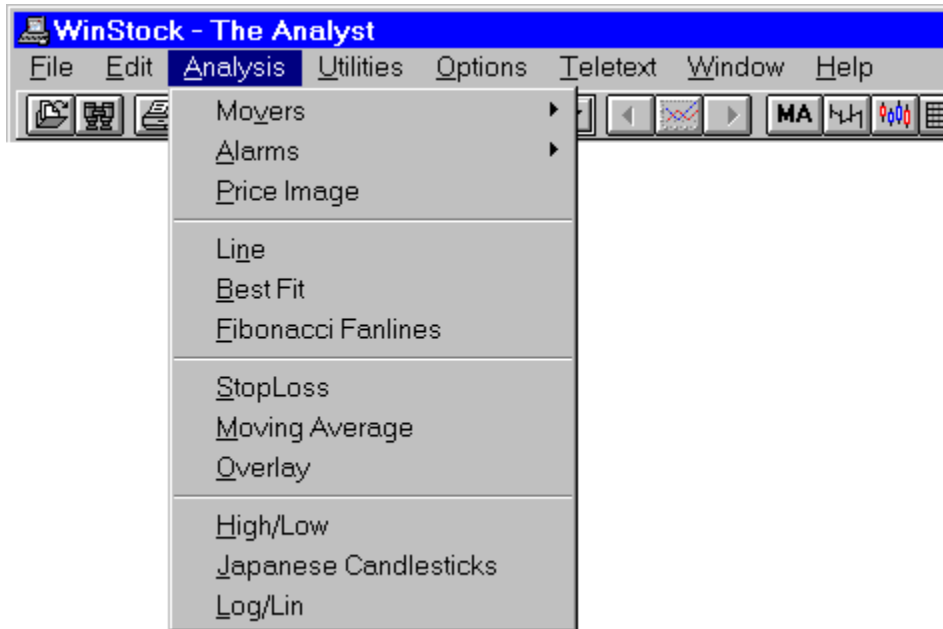 WinStock - The Analyst
File Edit Analysis Utilities Options Teletext Window Help
MA
Movers
Alarms
Price Image
Line
Best Fit
Fibonacci Fanlines
StopLoss
Moving Average
Overlay
High/Low
Japanese Candlesticks
Log/Lin